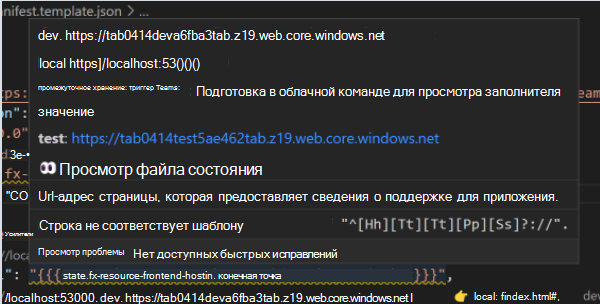 nifest.template.json > ...
dev. https://tab0414deva6fba3tab.z19.web.core.windows.net
local https]/localhost:53()()()
промежуточное хранение: триггер Teams: Подготовка в облачной команде для просмотра заполнителя
значение
test: https://tab0414test5ae462tab.z19.web.core.windows.net
👀Просмотр файла состояния
Url-адрес страницы, которая предоставляет сведения о поддержке для приложения.
Строка не соответствует шаблону "^[Hh][Tt][Tt][Pp][Ss]?://".
Просмотр проблемы Нет доступных быстрых исправлений
": "{{{state.fx-resource-frontend-hostin. конечная точка}}}",
/localhost:53000. dev. https://tab0414deva6fba3tab.z19.web.core.windows.net 👉 local: findex.html#,